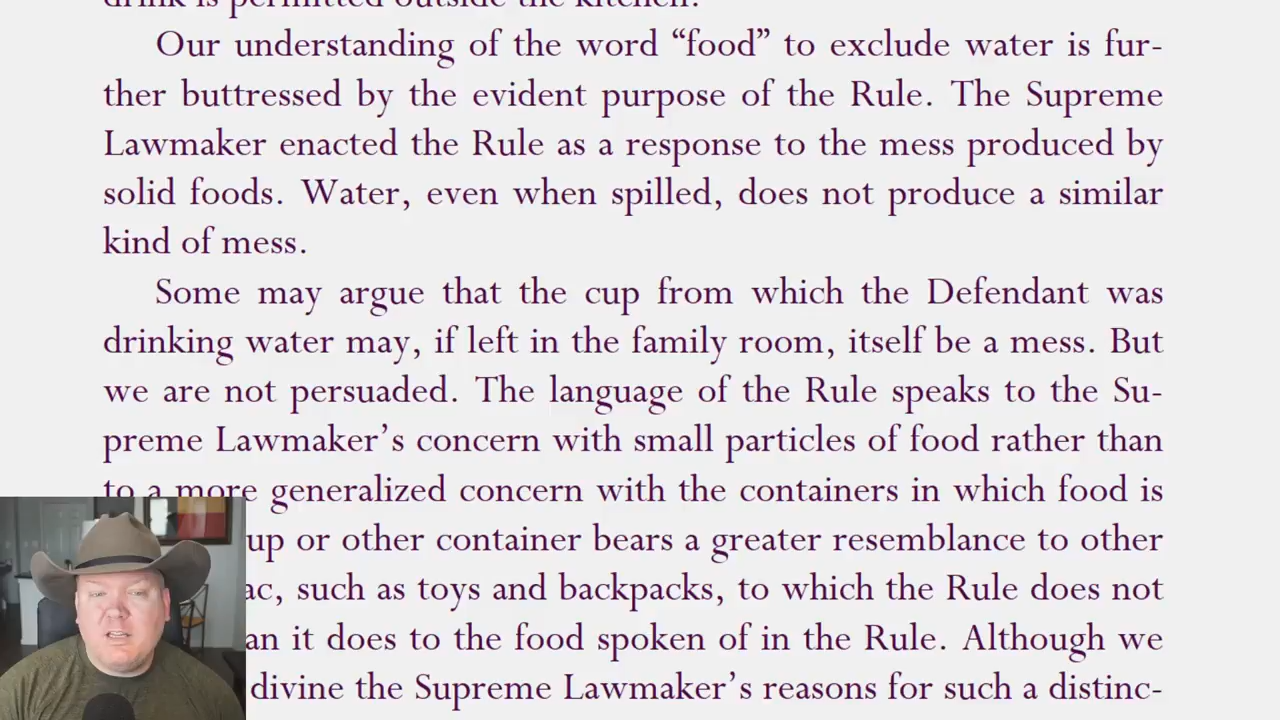 drink is permitted outside the kitchen.
Our understanding of the word “food” to exclude water is fur-
ther buttressed by the evident purpose of the Rule. The Supreme
Lawmaker enacted the Rule as a response to the mess produced by
solid foods. Water, even when spilled, does not produce a similar
kind of mess.
Some may argue that the cup from which the Defendant was
drinking water may, if left in the family room, itself be a mess. But
we are not persuaded. The language of the Rule speaks to the Su-
preme Lawmaker’s concern with small particles of food rather than
to a more generalized concern with the containers in which food is
up or other container bears a greater resemblance to other
ac, such as toys and backpacks, to which the Rule does not
an it does to the food spoken of in the Rule. Although we
divine the Supreme Lawmaker’s reasons for such a distinc-